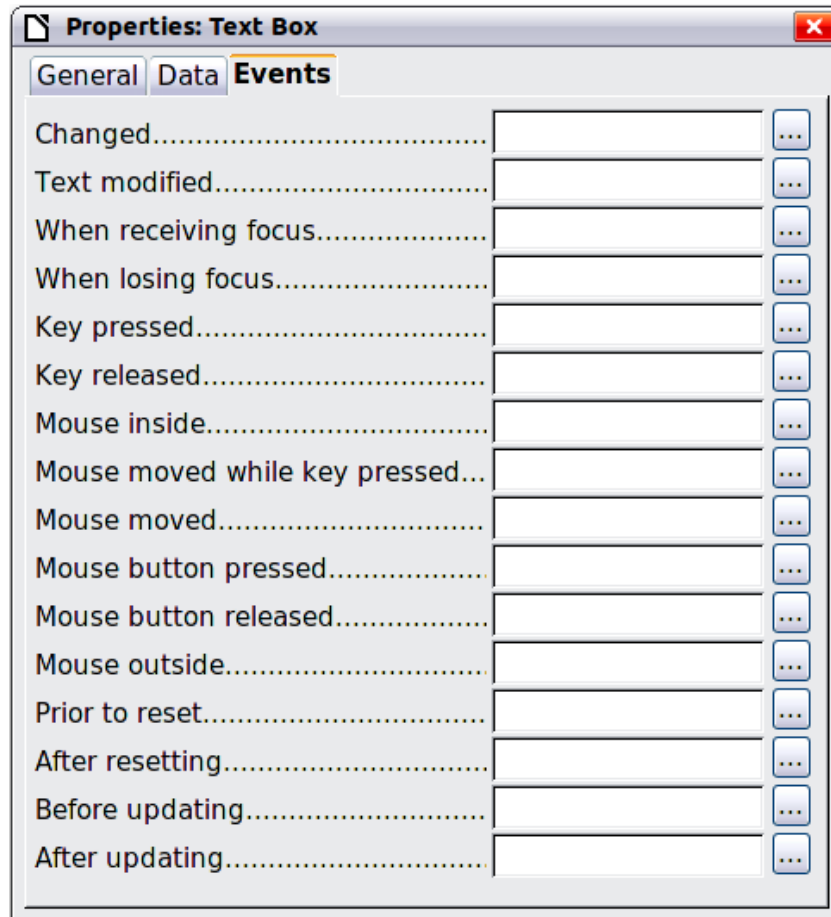 Properties: Text Box
General Data Events
Changed........................................ ...
Text modified................................. ...
When receiving focus..................... ...
When losing focus.......................... ...
Key pressed................................... ...
Key released.................................. ...
Mouse inside.................................. ...
Mouse moved while key pressed... ...
Mouse moved................................ ...
Mouse button pressed................... ...
Mouse button released.................. ...
Mouse outside............................... ...
Prior to reset.................................. ...
After resetting................................ ...
Before updating............................. ...
After updating................................ ...